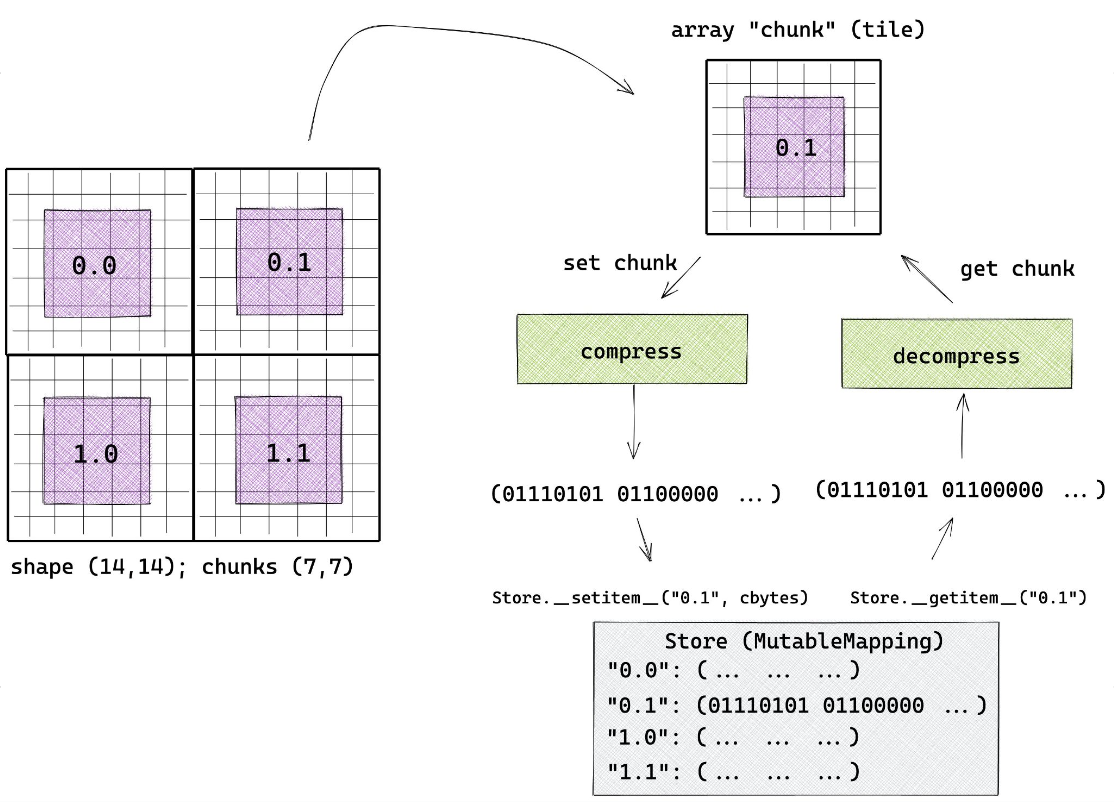 array "chunk" (tile)
0.1
0.0
0.1
1.0
1.1
shape (14,14); chunks (7,7)
set chunk
get chunk
compress
decompress
(01110101 01100000 ...)
(01110101 01100000 ...)
Store.__setitem__("0.1", cbytes)
Store.__getitem__("0.1")
Store (MutableMapping)
"0.0": (... ... ...)
"0.1": (01110101 01100000 ...)
"1.0": (... ... ...)
"1.1": (... ... ...)